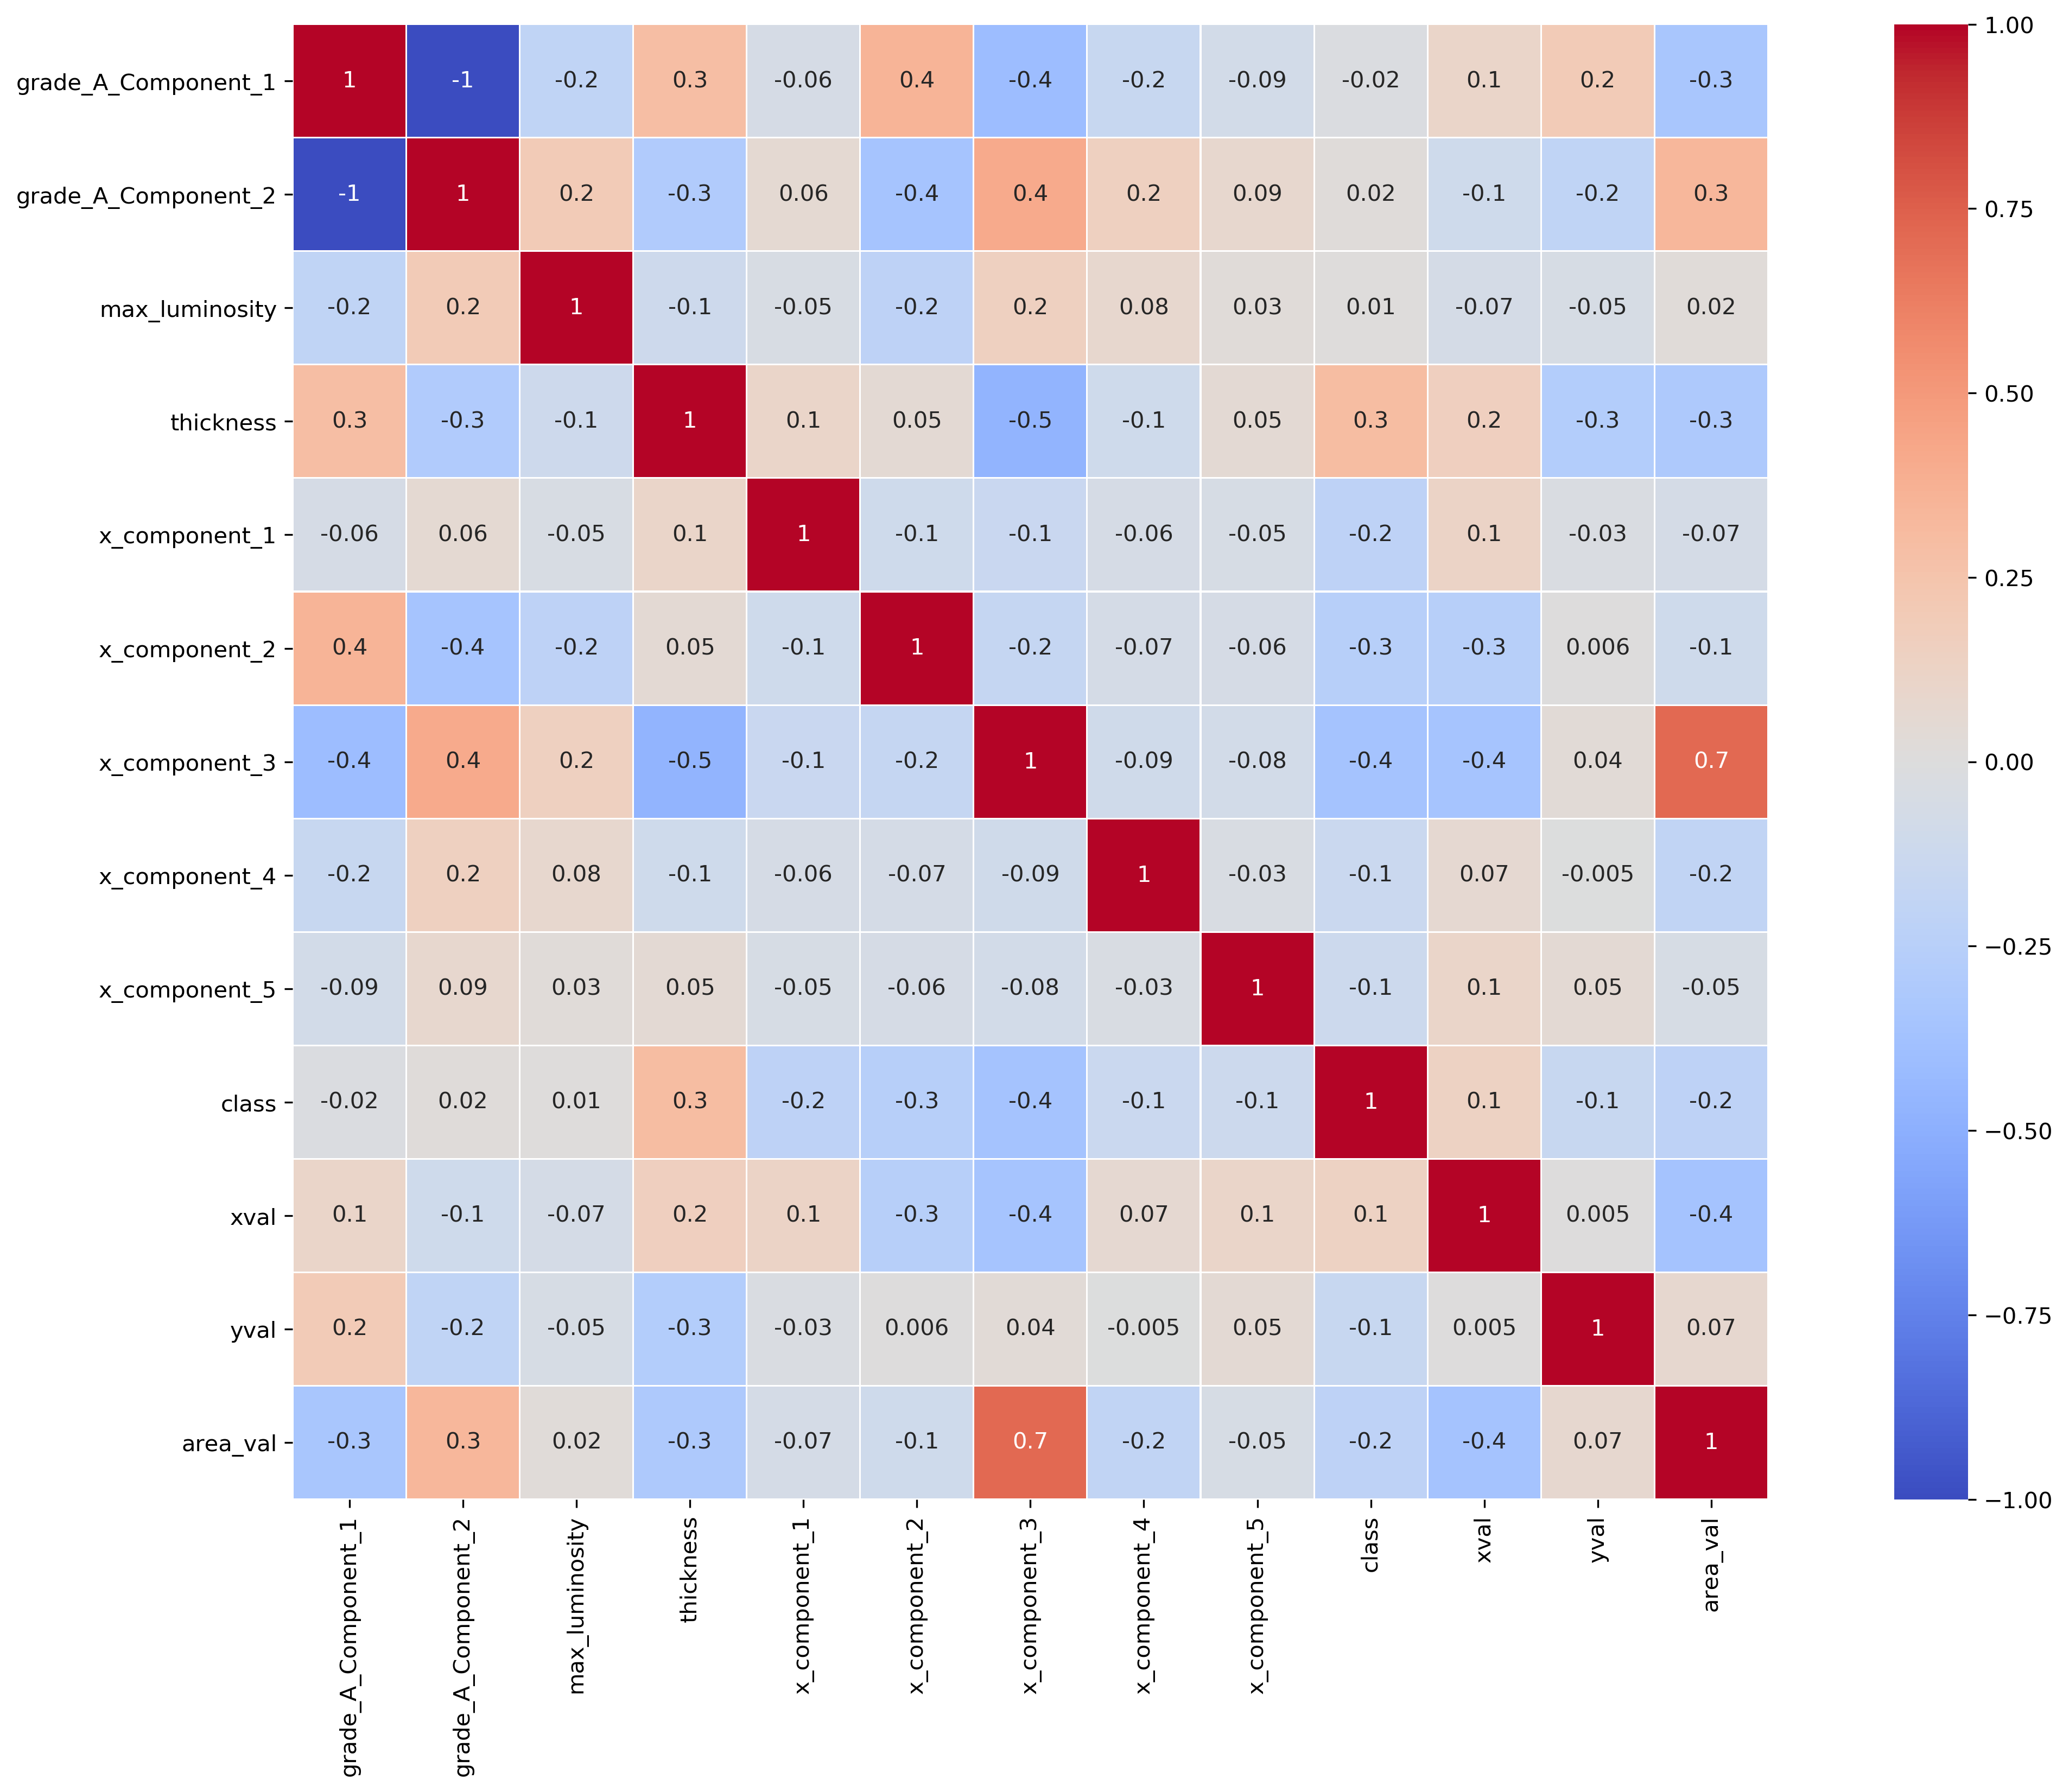 grade_A_Component_1 1 -1 -0.2 0.3 -0.06 0.4 -0.4 -0.2 -0.09 -0.02 0.1 0.2 -0.3
grade_A_Component_2 -1 1 0.2 -0.3 0.06 -0.4 0.4 0.2 0.09 0.02 -0.1 -0.2 0.3
max_luminosity -0.2 0.2 1 -0.1 -0.05 -0.2 0.2 0.08 0.03 0.01 -0.07 -0.05 0.02
thickness 0.3 -0.3 -0.1 1 0.1 0.05 -0.5 -0.1 0.05 0.3 0.2 -0.3 -0.3
x_component_1 -0.06 0.06 -0.05 0.1 1 -0.1 -0.1 -0.06 -0.05 -0.2 0.1 -0.03 -0.07
x_component_2 0.4 -0.4 -0.2 0.05 -0.1 1 -0.2 -0.07 -0.06 -0.3 -0.3 0.006 -0.1
x_component_3 -0.4 0.4 0.2 -0.5 -0.1 -0.2 1 -0.09 -0.08 -0.4 -0.4 0.04 0.7
x_component_4 -0.2 0.2 0.08 -0.1 -0.06 -0.07 -0.09 1 -0.03 -0.1 0.07 -0.005 -0.2
x_component_5 -0.09 0.09 0.03 0.05 -0.05 -0.06 -0.08 -0.03 1 -0.1 0.1 0.05 -0.05
class -0.02 0.02 0.01 0.3 -0.2 -0.3 -0.4 -0.1 -0.1 1 0.1 -0.1 -0.2
xval 0.1 -0.1 -0.07 0.2 0.1 -0.3 -0.4 0.07 0.1 0.1 1 0.005 -0.4
yval 0.2 -0.2 -0.05 -0.3 -0.03 0.006 0.04 -0.005 0.05 -0.1 0.005 1 0.07
area_val -0.3 0.3 0.02 -0.3 -0.07 -0.1 0.7 -0.2 -0.05 -0.2 -0.4 0.07 1
grade_A_Component_1
grade_A_Component_2
max_luminosity
thickness
x_component_1
x_component_2
x_component_3
x_component_4
x_component_5
class
xval
yval
area_val
1.00
0.75
0.50
0.25
0.00
−0.25
−0.50
−0.75
−1.00